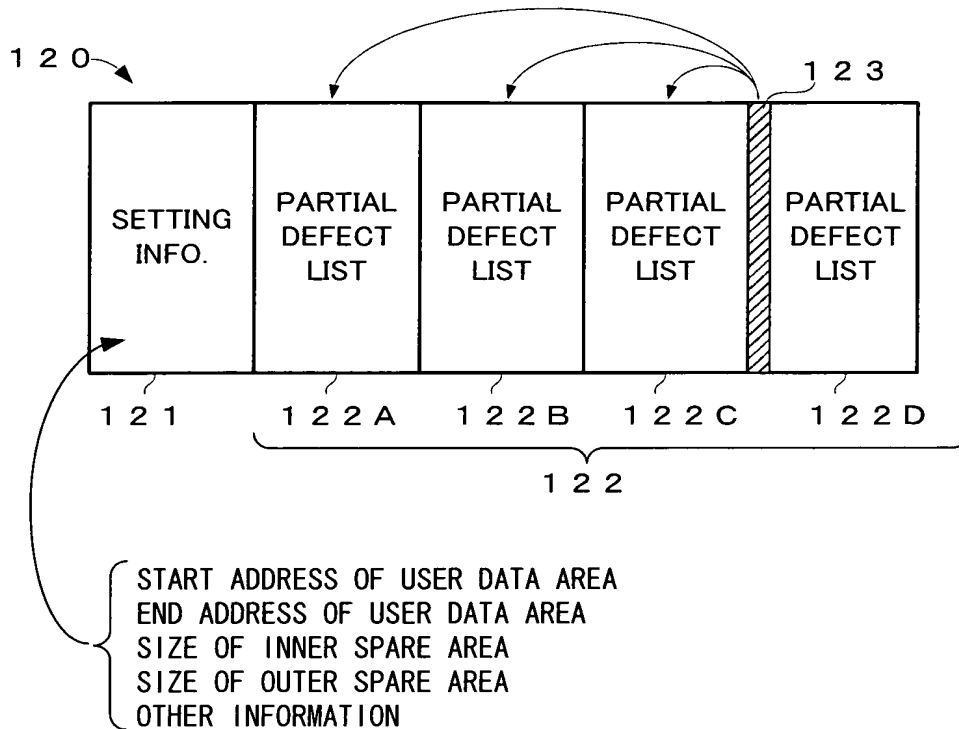 120
123
SETTING
INFO.
PARTIAL
DEFECT
LIST
PARTIAL
DEFECT
LIST
PARTIAL
DEFECT
LIST
PARTIAL
DEFECT
LIST
121
122A
122B
122C
122D
122
START ADDRESS OF USER DATA AREA
END ADDRESS OF USER DATA AREA
SIZE OF INNER SPARE AREA
SIZE OF OUTER SPARE AREA
OTHER INFORMATION